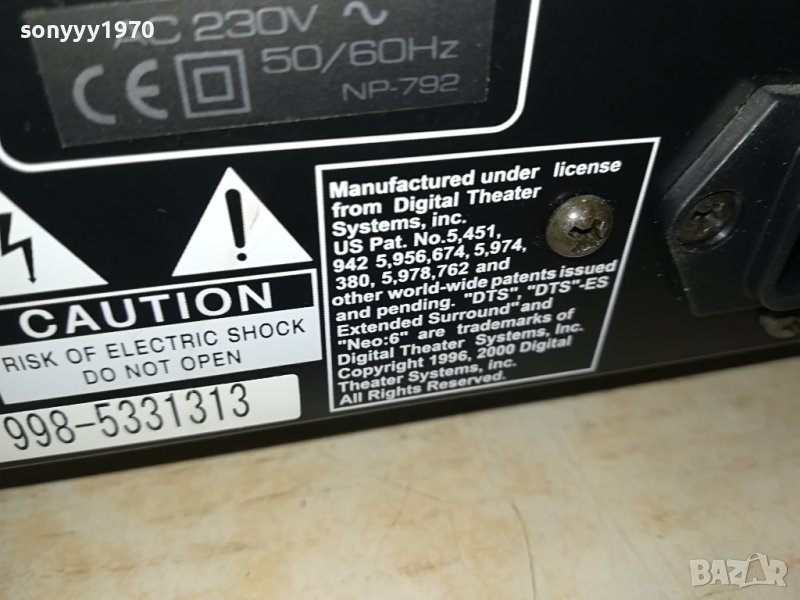 sonyyy1970
AC 230V ~
50/60Hz
CE
NP-792
Manufactured under license
from Digital Theater
Systems, inc.
US Pat. No.5,451,
942 5,956,674, 5,974,
380, 5,978,762 and
other world-wide patents issued
and pending. "DTS", "DTS"-ES
Extended Surround" and
"Neo:6" are trademarks of
Digital Theater Systems, Inc.
Copyright 1996, 2000 Digital
Theater Systems, inc.
All Rights Reserved.
!
CAUTION
RISK OF ELECTRIC SHOCK
DO NOT OPEN
998-5331313
BAZAR